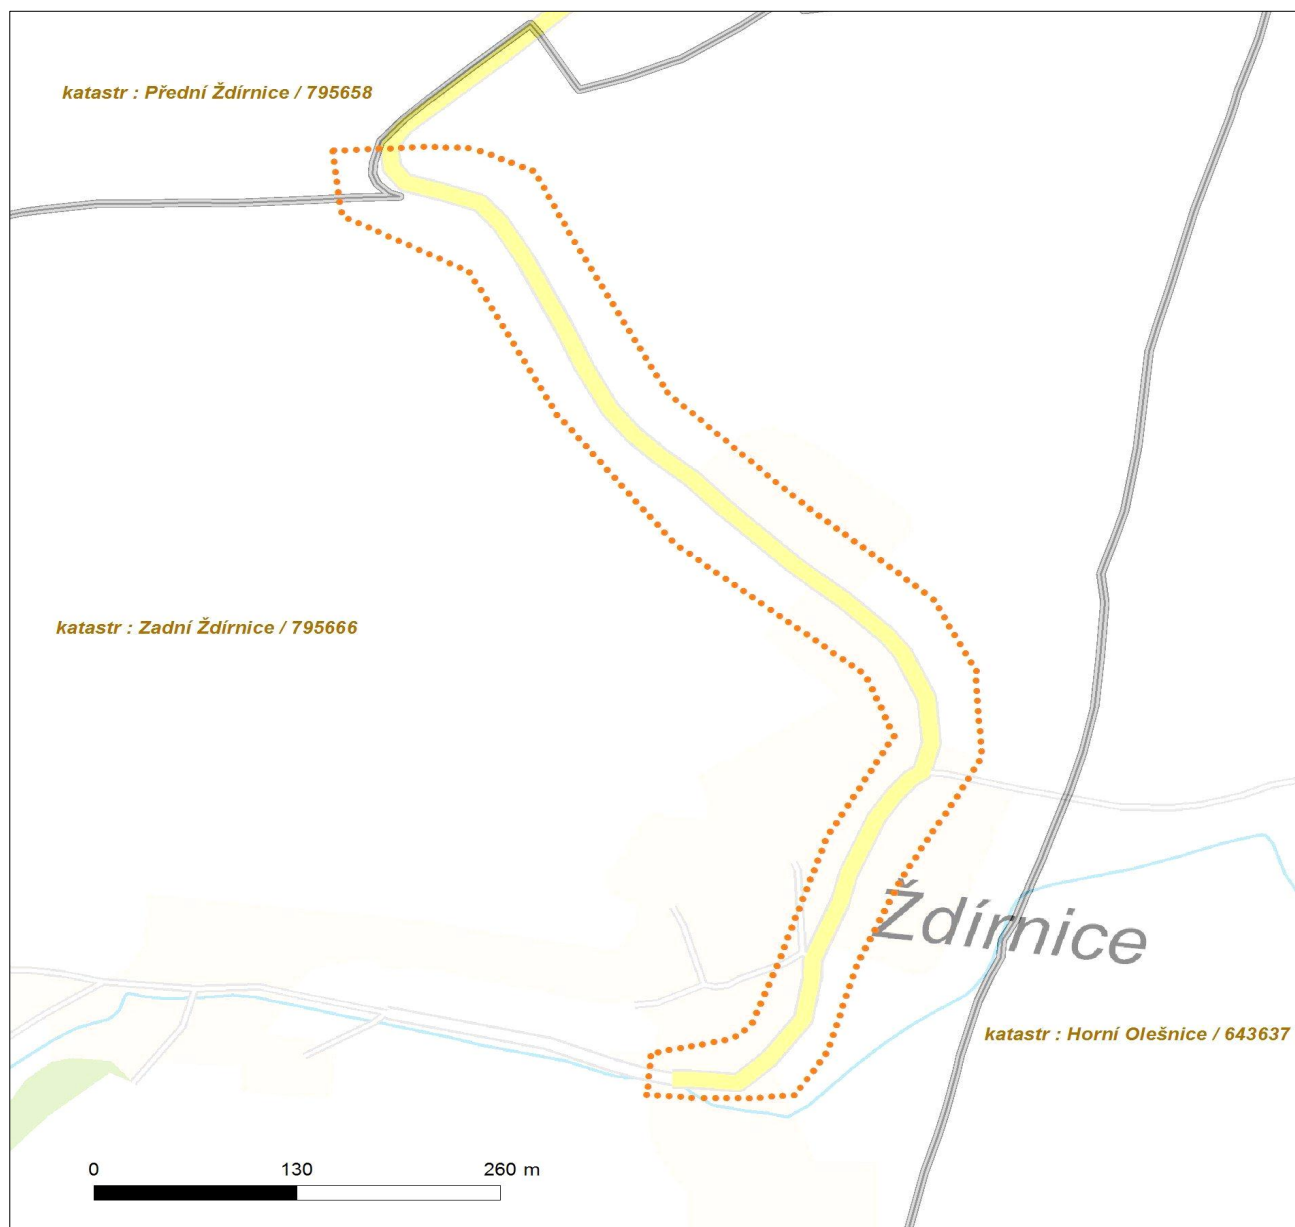 katastr : Přední Ždírnice / 795658
katastr : Zadní Ždírnice / 795666
Ždírnice
katastr : Horní Olešnice / 643637
0 130 260 m